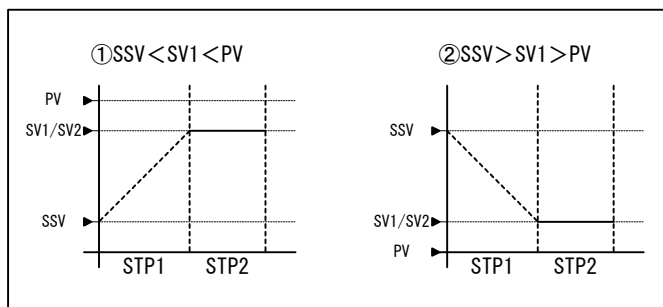 ①SSV＜SV1＜PV
PV
SV1/SV2
SSV
STP1 STP2
②SSV＞SV1＞PV
SSV
SV1/SV2
PV
STP1 STP2